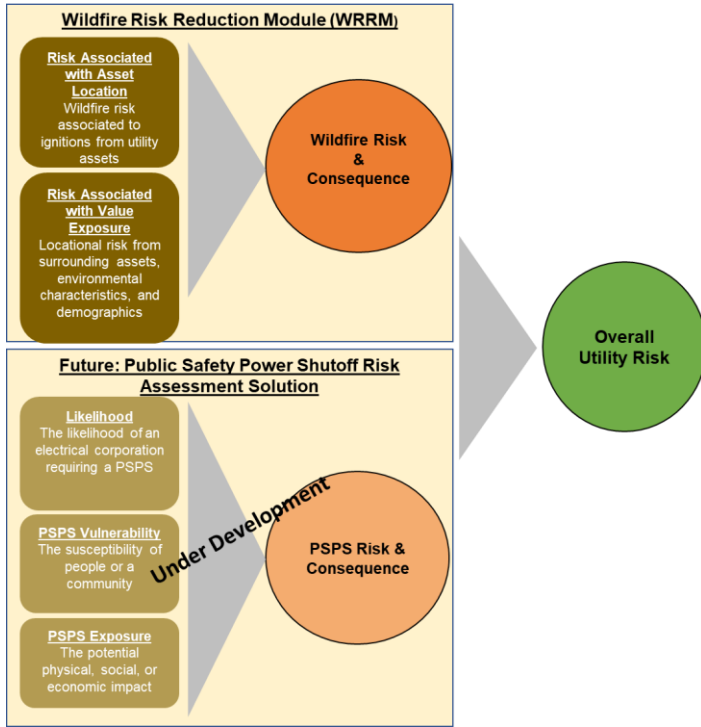 Wildfire Risk Reduction Module (WRRM)
Risk Associated
with Asset
Location
Wildfire risk
associated to
ignitions from utility
assets
Risk Associated
with Value
Exposure
Locational risk from
surrounding assets,
environmental
characteristics, and
demographics
Wildfire Risk
&
Consequence
Future: Public Safety Power Shutoff Risk
Assessment Solution
Likelihood
The likelihood of an
electrical corporation
requiring a PSPS
PSPS Vulnerability
The susceptibility of
people or a
community
PSPS Exposure
The potential
physical, social, or
economic impact
Under Development
PSPS Risk &
Consequence
Overall
Utility Risk